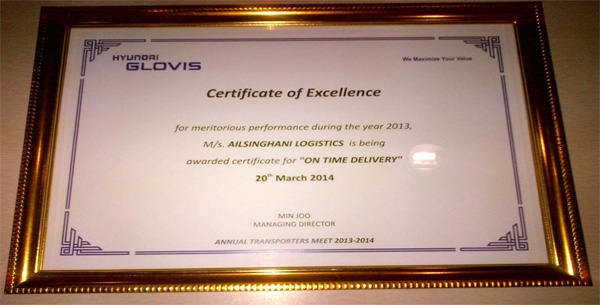 HYUNDAI
GLOVIS
We Maximize Your Value
Certificate of Excellence
for meritorious performance during the year 2013,
M/s. AILSINGHANI LOGISTICS is being
awarded certificate for "ON TIME DELIVERY"
20th March 2014
MIN JOO
MANAGING DIRECTOR
ANNUAL TRANSPORTERS MEET 2013-2014